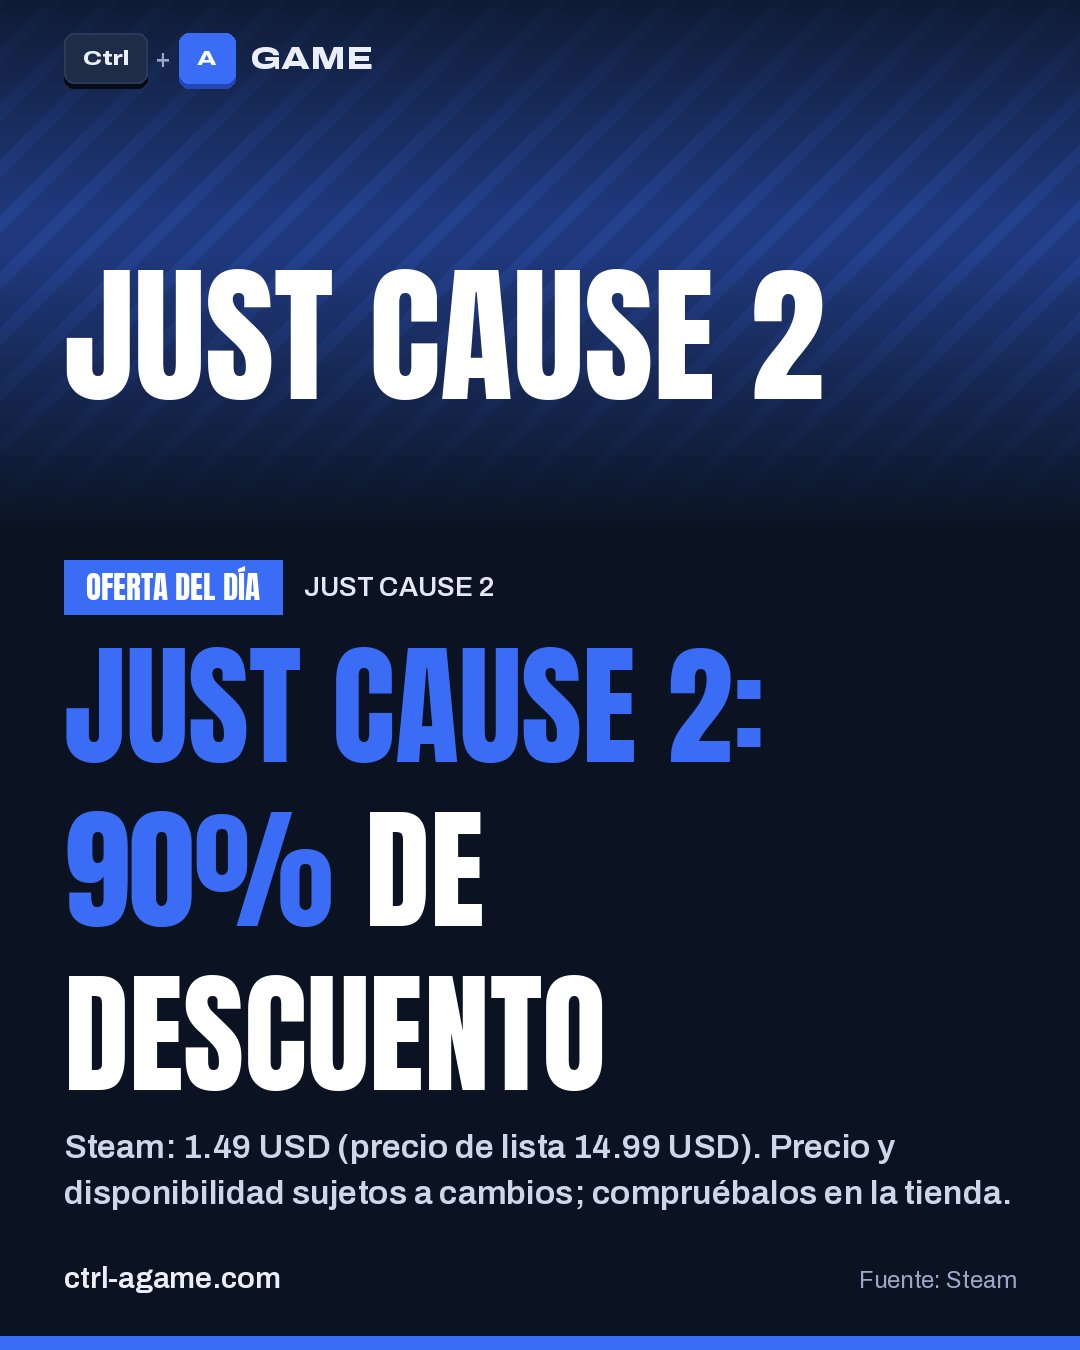 Ctrl + A GAME
JUST CAUSE 2
OFERTA DEL DÍA JUST CAUSE 2
JUST CAUSE 2:
90% DE
DESCUENTO
Steam: 1.49 USD (precio de lista 14.99 USD). Precio y
disponibilidad sujetos a cambios; compruébalos en la tienda.
ctrl-agame.com Fuente: Steam